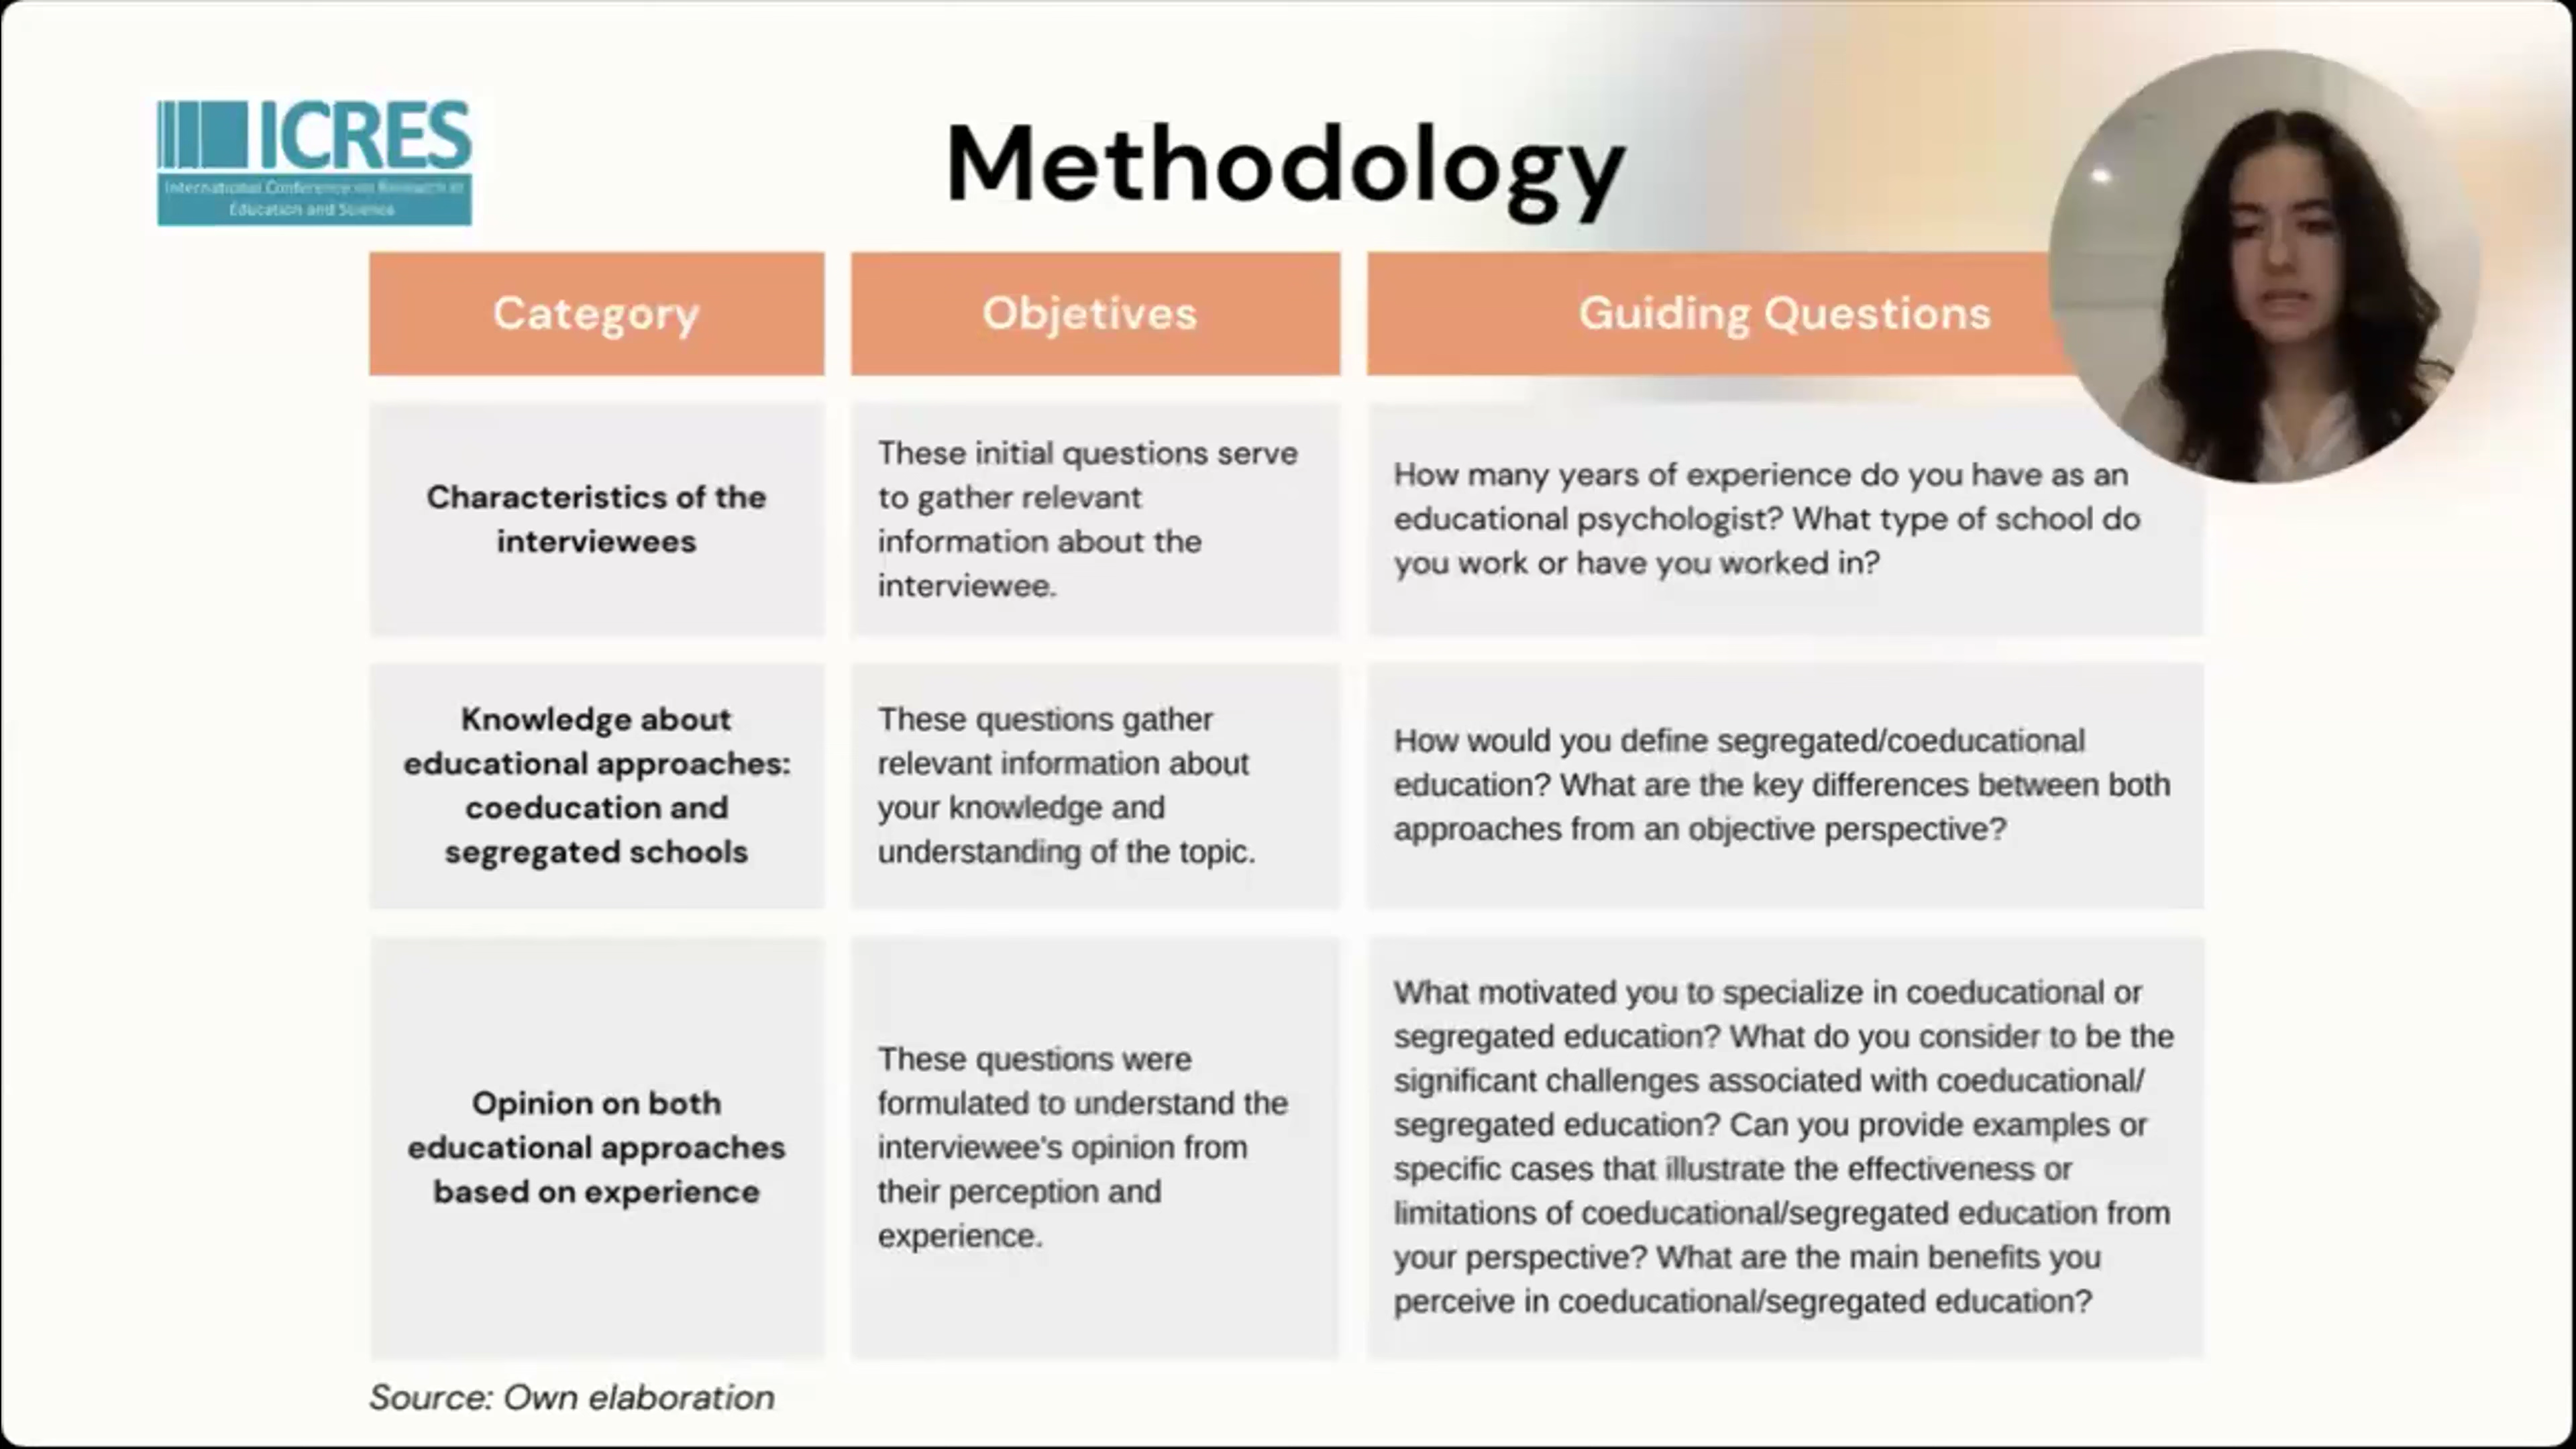 ICRES
International Conference on Research in
Education and Science
Methodology
Category
Objetives
Guiding Questions
Characteristics of the
interviewees
These initial questions serve
to gather relevant
information about the
interviewee.
How many years of experience do you have as an
educational psychologist? What type of school do
you work or have you worked in?
Knowledge about
educational approaches:
coeducation and
segregated schools
These questions gather
relevant information about
your knowledge and
understanding of the topic.
How would you define segregated/coeducational
education? What are the key differences between both
approaches from an objective perspective?
Opinion on both
educational approaches
based on experience
These questions were
formulated to understand the
interviewee's opinion from
their perception and
experience.
What motivated you to specialize in coeducational or
segregated education? What do you consider to be the
significant challenges associated with coeducational/
segregated education? Can you provide examples or
specific cases that illustrate the effectiveness or
limitations of coeducational/segregated education from
your perspective? What are the main benefits you
perceive in coeducational/segregated education?
Source: Own elaboration